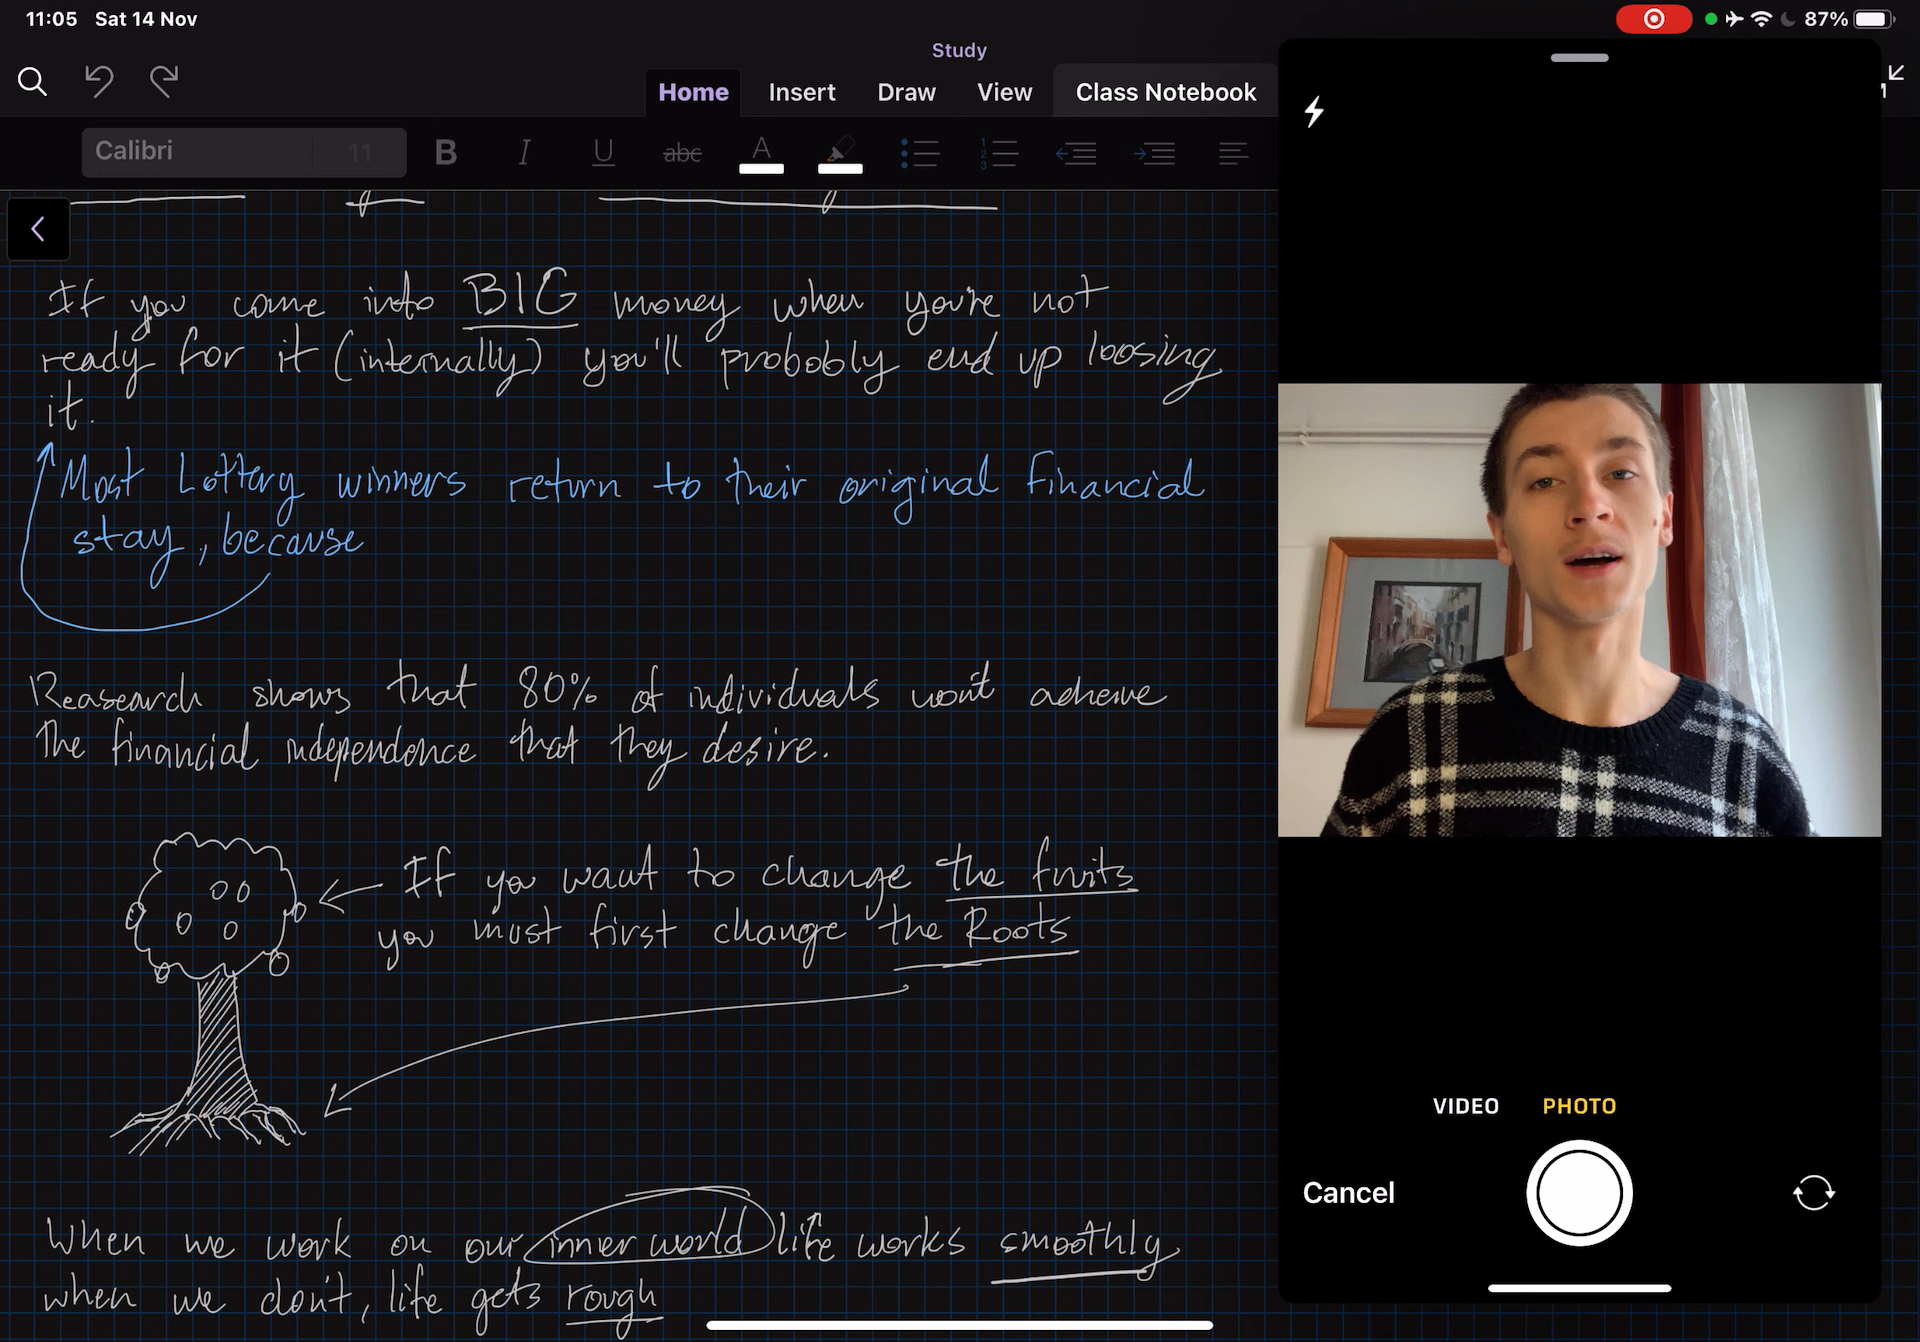 11:05 Sat 14 Nov
87%
Study
Home Insert Draw View Class Notebook
Calibri 11
B I U abc A
If you come into BIG money when you're not
ready for it (internally) you'll probobly end up loosing
it.
Most Lottery winners return to their original financial
stay, because
Reasearch shows that 80% of individuals won't acheive
the financial independence that they desire.
If you want to change the fruits
you must first change the Roots
When we work on our inner world life works smoothly
when we don't, life gets rough
VIDEO PHOTO
Cancel